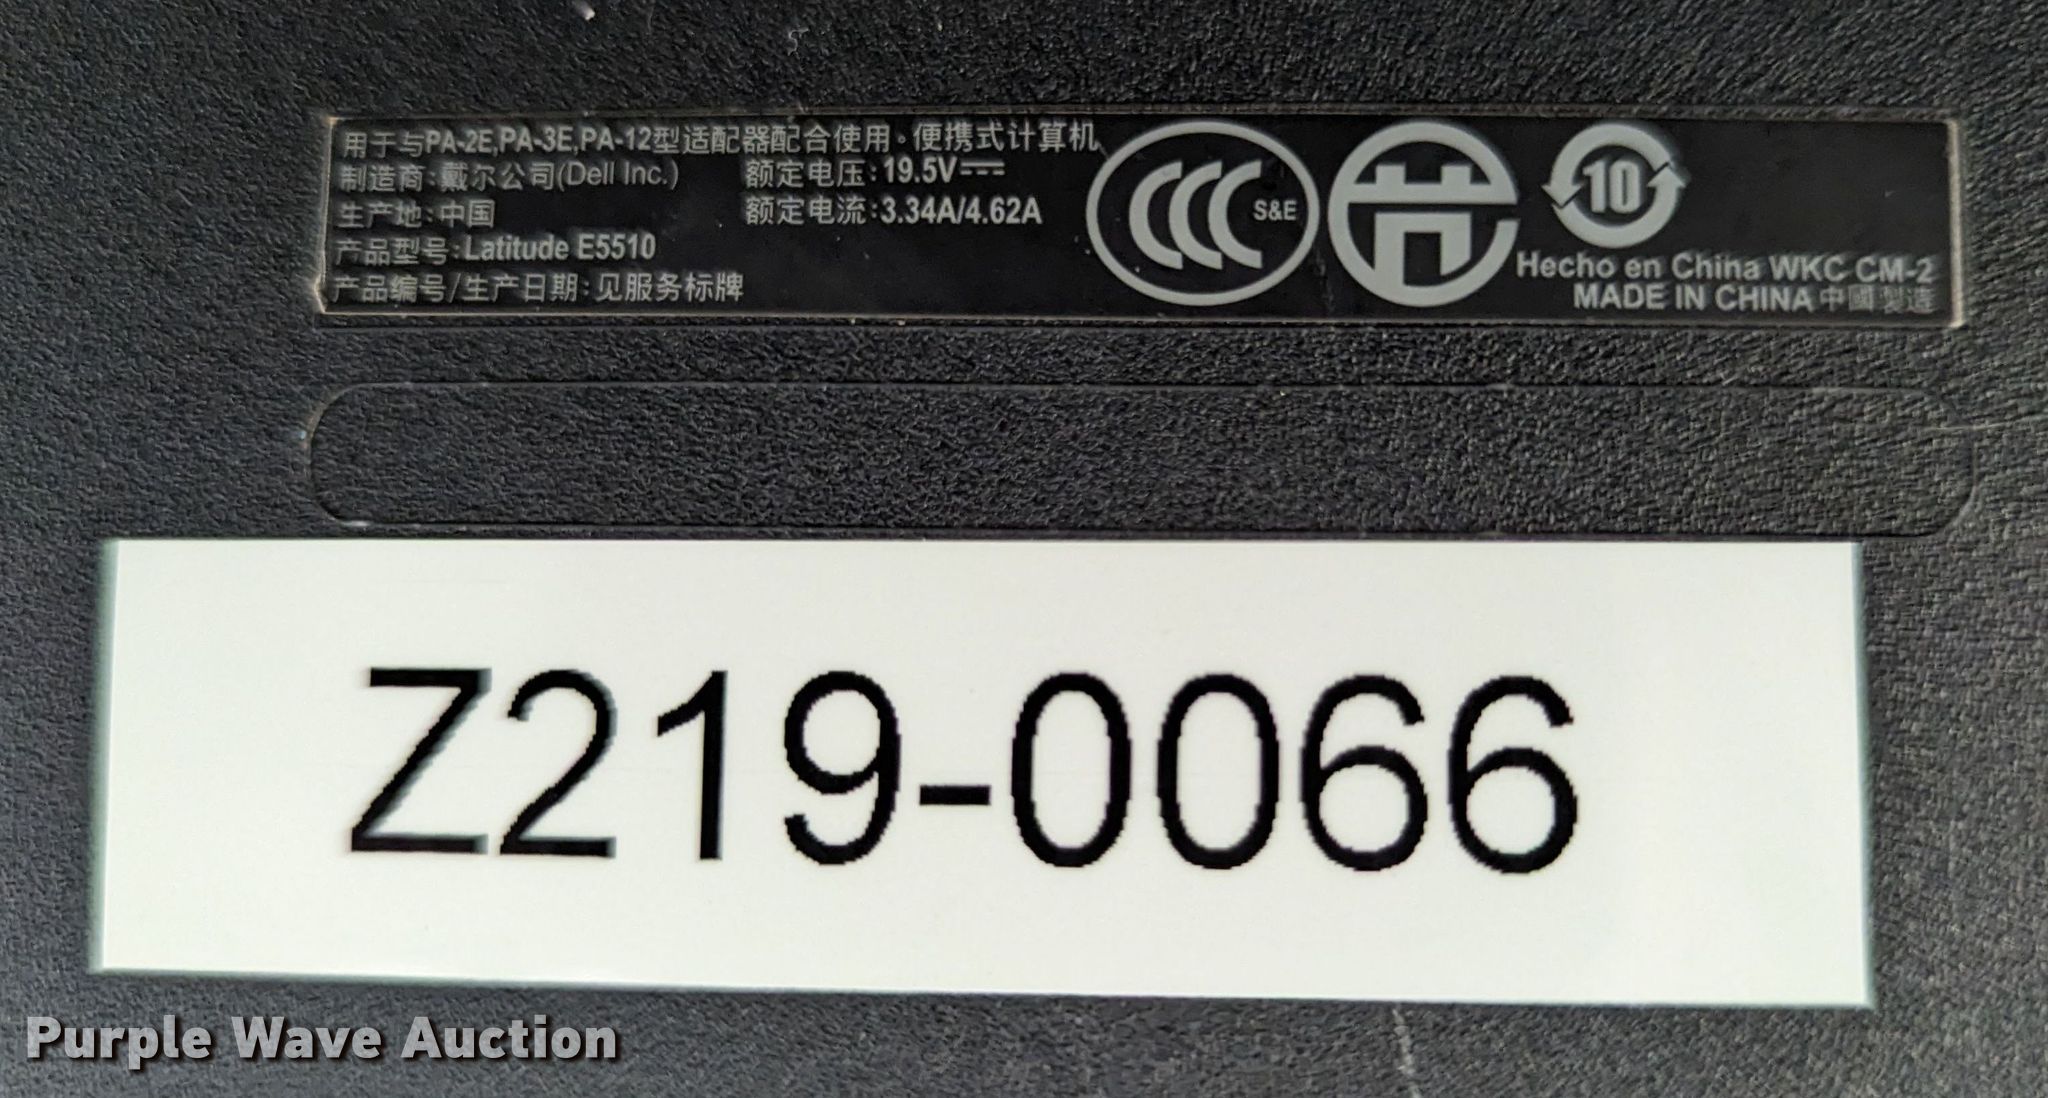 用于与PA-2E,PA-3E,PA-12型适配器配合使用。便携式计算机
制造商:戴尔公司(Dell Inc.) 额定电压:19.5V
生产地:中国 额定电流:3.34A/4.62A
产品型号:Latitude E5510
产品编号/生产日期:见服务标牌
CCC S&E
10
Hecho en China WKC CM-2
MADE IN CHINA 中國製造
Z219-0066
Purple Wave Auction